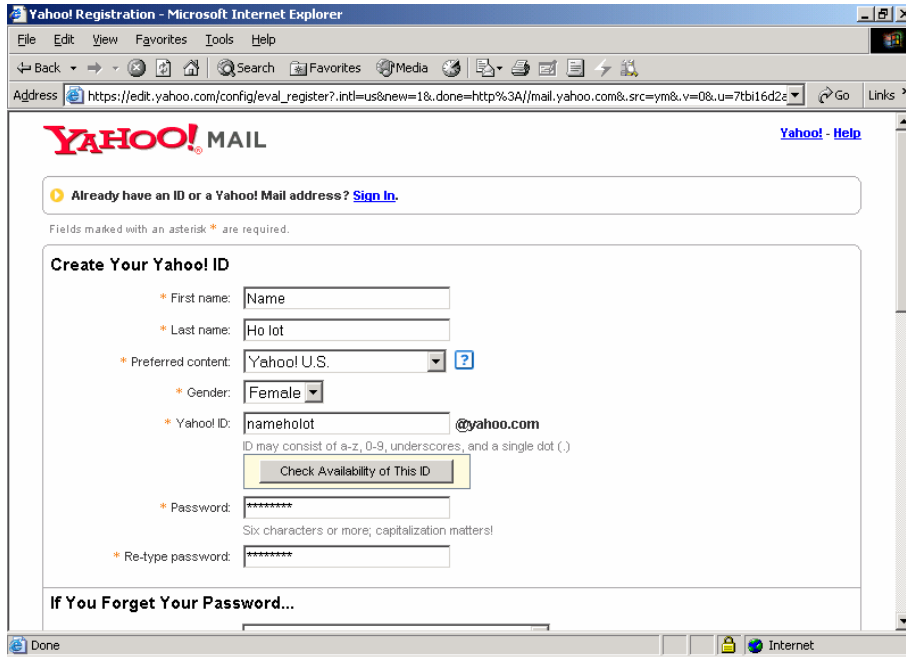 Yahoo! Registration - Microsoft Internet Explorer
File Edit View Favorites Tools Help
Back Search Favorites Media
Address https://edit.yahoo.com/config/eval_register?.intl=us&new=1&.done=http%3A//mail.yahoo.com&.src=ym&.v=0&.u=7tbi16d2a Go Links
YAHOO! MAIL
Yahoo! - Help
Already have an ID or a Yahoo! Mail address? Sign In.
Fields marked with an asterisk * are required.
Create Your Yahoo! ID
* First name: Name
* Last name: Ho lot
* Preferred content: Yahoo! U.S. ?
* Gender: Female
* Yahoo! ID: nameholot @yahoo.com
ID may consist of a-z, 0-9, underscores, and a single dot (.)
Check Availability of This ID
* Password: ********
Six characters or more; capitalization matters!
* Re-type password: ********
If You Forget Your Password...
Done Internet